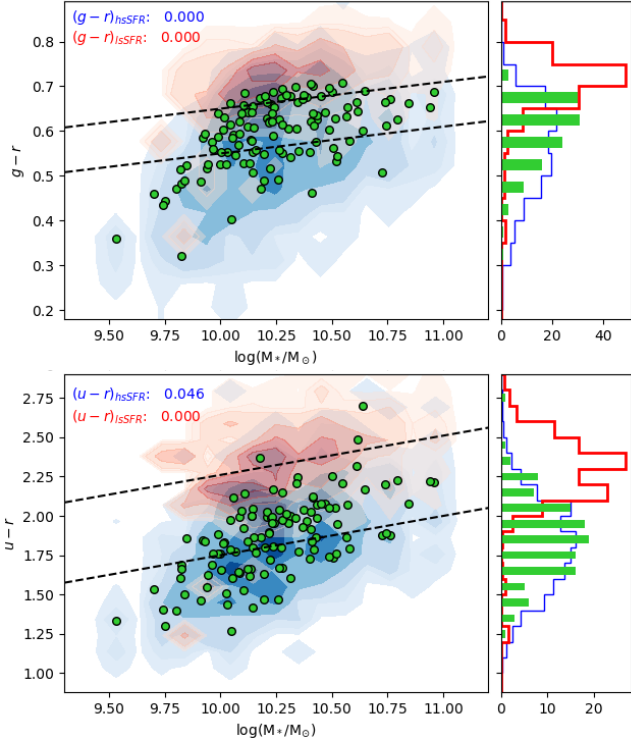 (g − r)hsSFR: 0.000
(g − r)lsSFR: 0.000
0.8
0.7
0.6
0.5
0.4
0.3
0.2
g − r
9.50 9.75 10.00 10.25 10.50 10.75 11.00
log(M*/M⊙)
0 20 40
(u − r)hsSFR: 0.046
(u − r)lsSFR: 0.000
2.75
2.50
2.25
2.00
1.75
1.50
1.25
1.00
u − r
9.50 9.75 10.00 10.25 10.50 10.75 11.00
log(M*/M⊙)
0 10 20